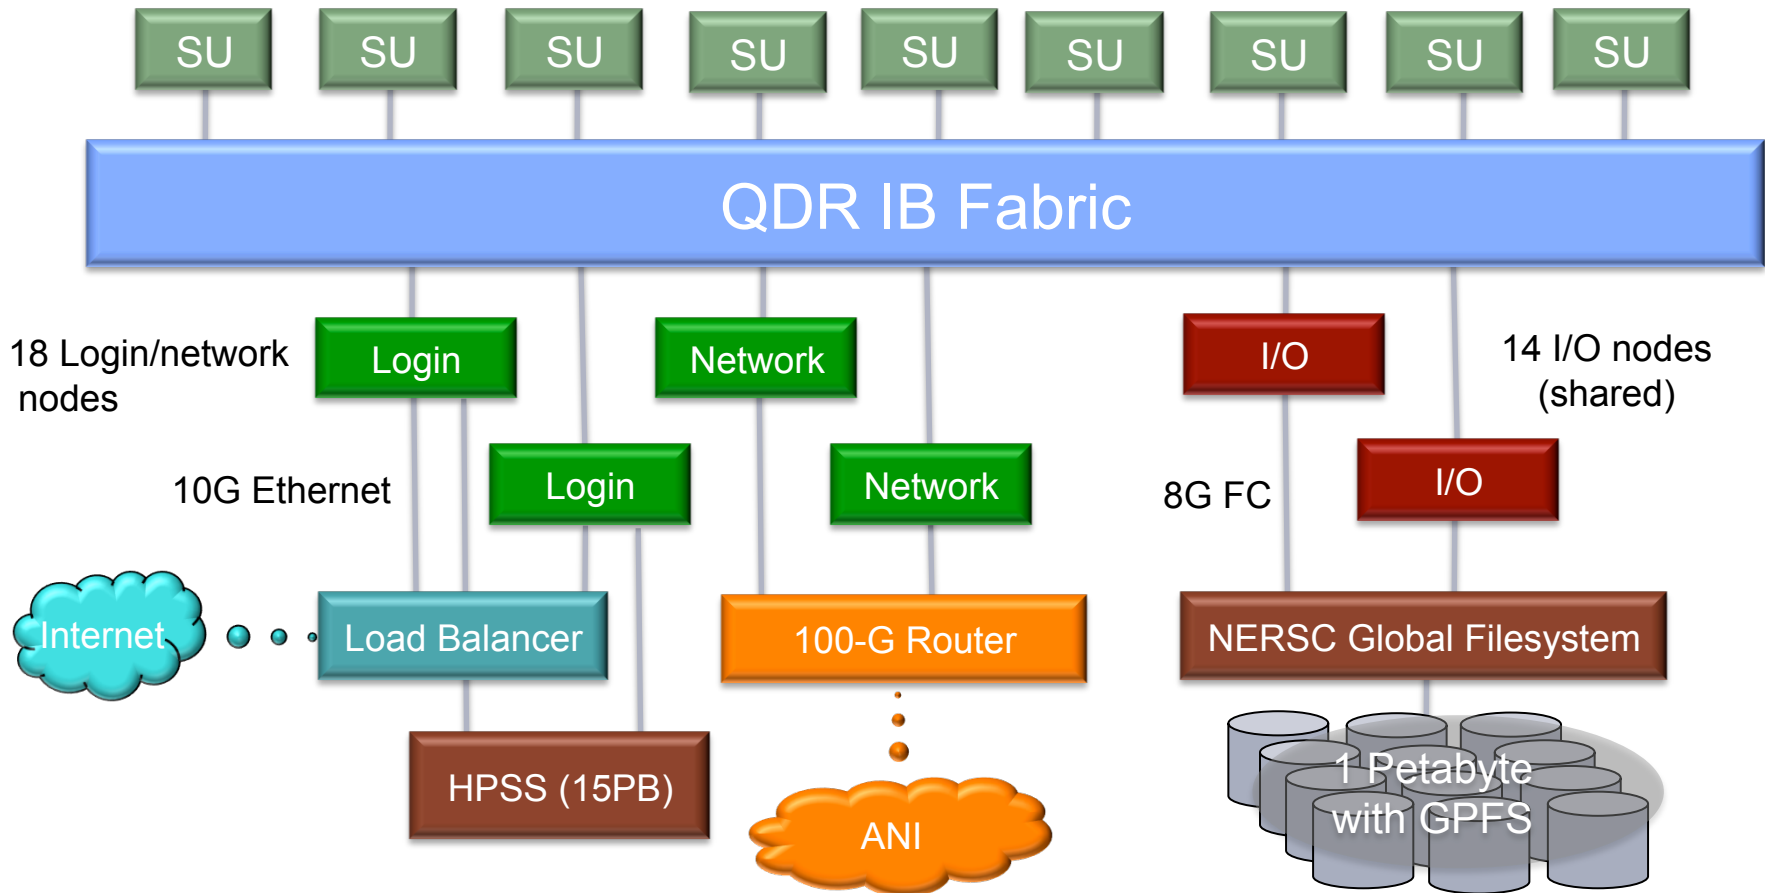 SU SU SU SU SU SU SU SU SU
QDR IB Fabric
18 Login/network
nodes
Login
Network
I/O
14 I/O nodes
(shared)
10G Ethernet
Login
Network
8G FC
I/O
Internet
Load Balancer
100-G Router
NERSC Global Filesystem
HPSS (15PB)
ANI
1 Petabyte
with GPFS